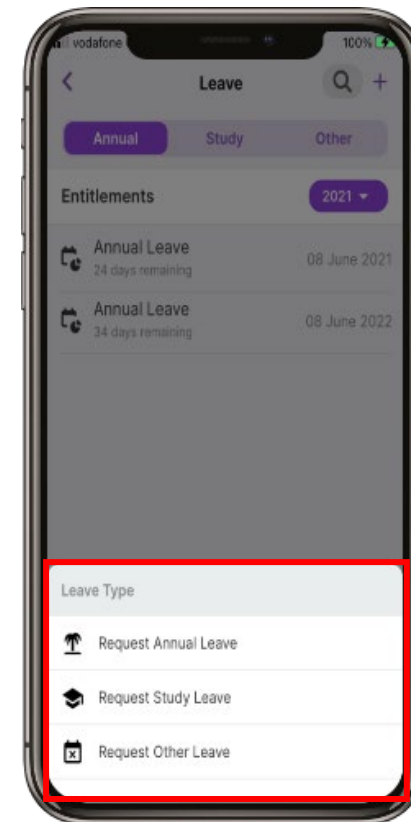 vodafone 100%
Leave
Annual Study Other
Entitlements 2021
Annual Leave 08 June 2021
24 days remaining
Annual Leave 08 June 2022
34 days remaining
Leave Type
Request Annual Leave
Request Study Leave
Request Other Leave